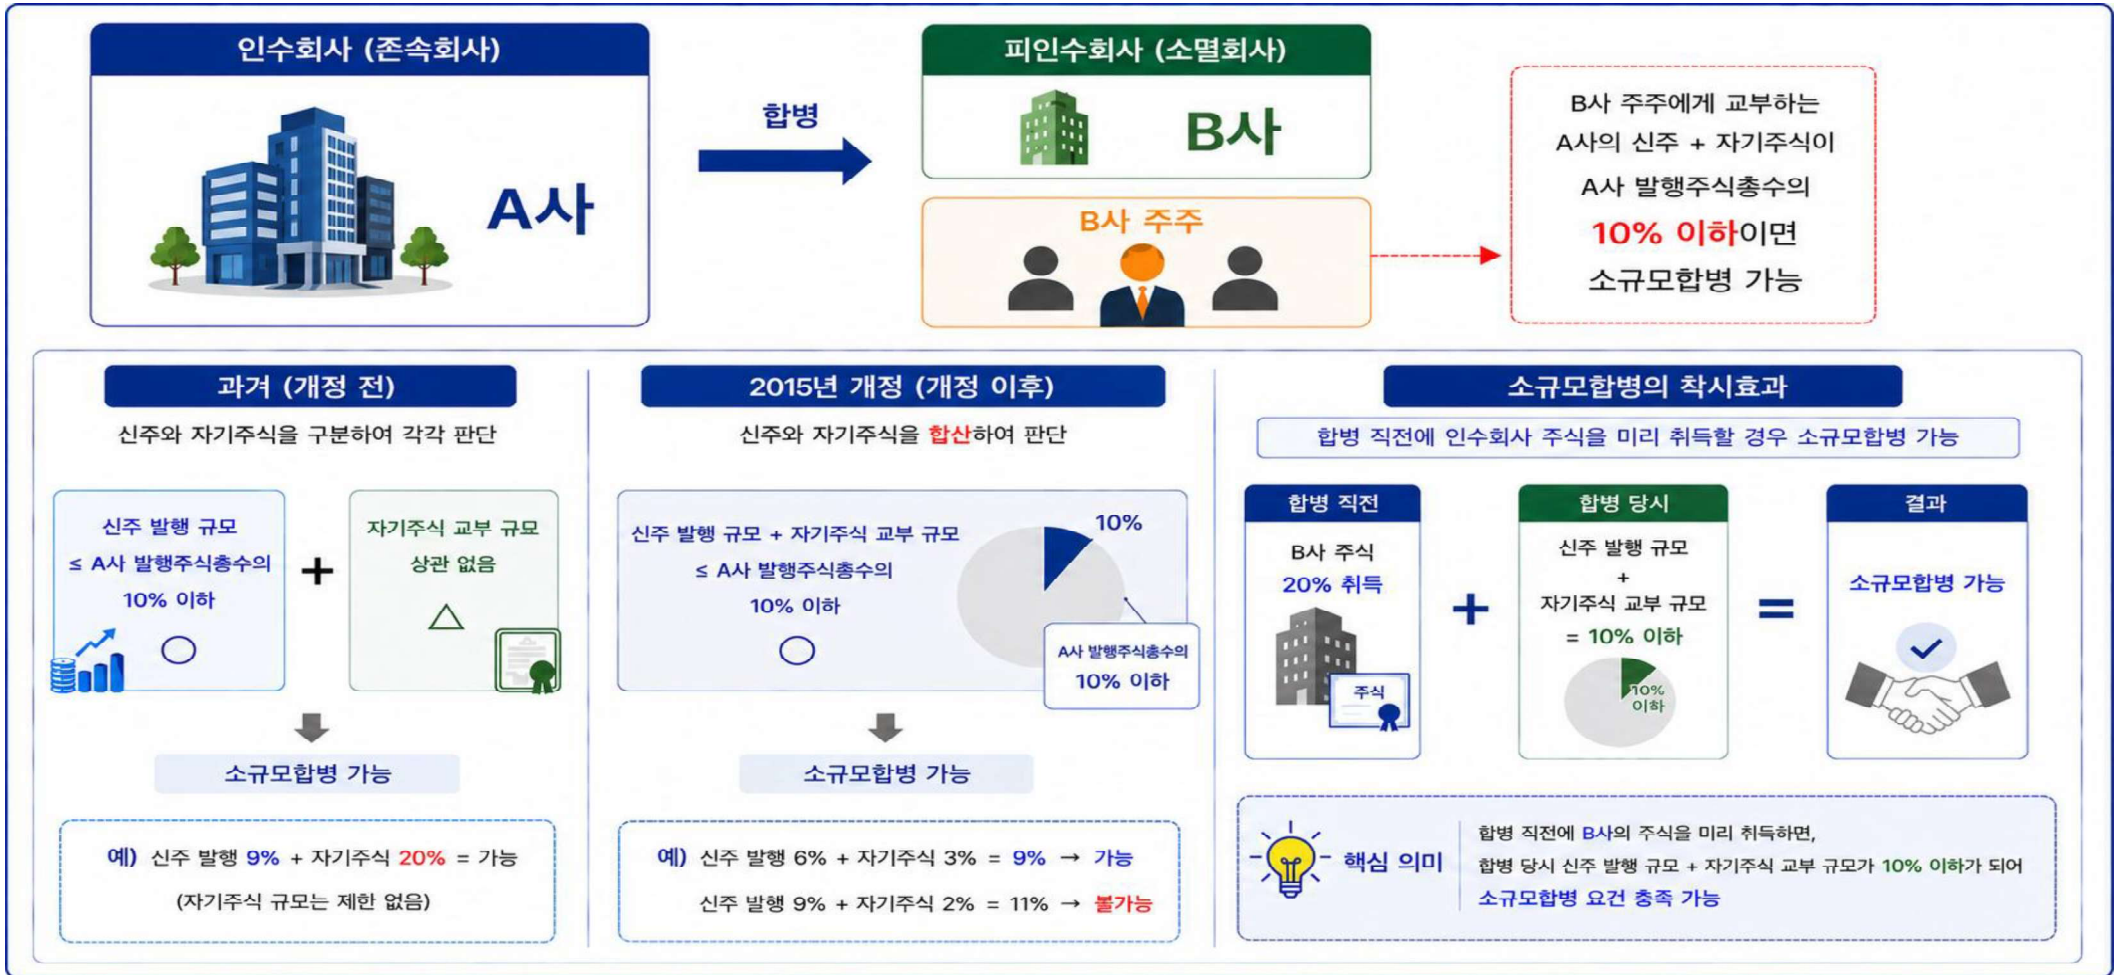 인수회사 (존속회사)
A사
합병
피인수회사 (소멸회사)
B사
B사 주주
B사 주주에게 교부하는
A사의 신주 + 자기주식이
A사 발행주식총수의
10% 이하이면
소규모합병 가능
과겨 (개정 전)
신주와 자기주식을 구분하여 각각 판단
신주 발행 규모
≤ A사 발행주식총수의
10% 이하
○
+
자기주식 교부 규묘
상관 없음
△
소규모합병 가능
예) 신주 발행 9% + 자기주식 20% = 가능
(자기주식 규모는 제한 없음)
2015년 개정 (개정 이후)
신주와 자기주식을 합산하여 판단
신주 발행 규모 + 자기주식 교부 규모
≤ A사 발행주식총수의
10% 이하
○
10%
A사 발행주식총수의
10% 이하
소규모합병 가능
예) 신주 발행 6% + 자기주식 3% = 9% → 가능
신주 발행 9% + 자기주식 2% = 11% → 불가능
소규모합병의 착시효과
합병 직전에 인수회사 주식을 미리 취득할 경우 소규모합병 가능
합병 직전
B사 주식
20% 취득
주식
+
합병 당시
신주 발행 규모
+
자기주식 교부 규모
= 10% 이하
10%
이하
=
결과
소규모합병 가능
핵심 의미
합병 직전에 B사의 주식을 미리 취득하면,
합병 당시 신주 발행 규모 + 자기주식 교부 규모가 10% 이하가 되어
소규모합병 요건 충족 가능